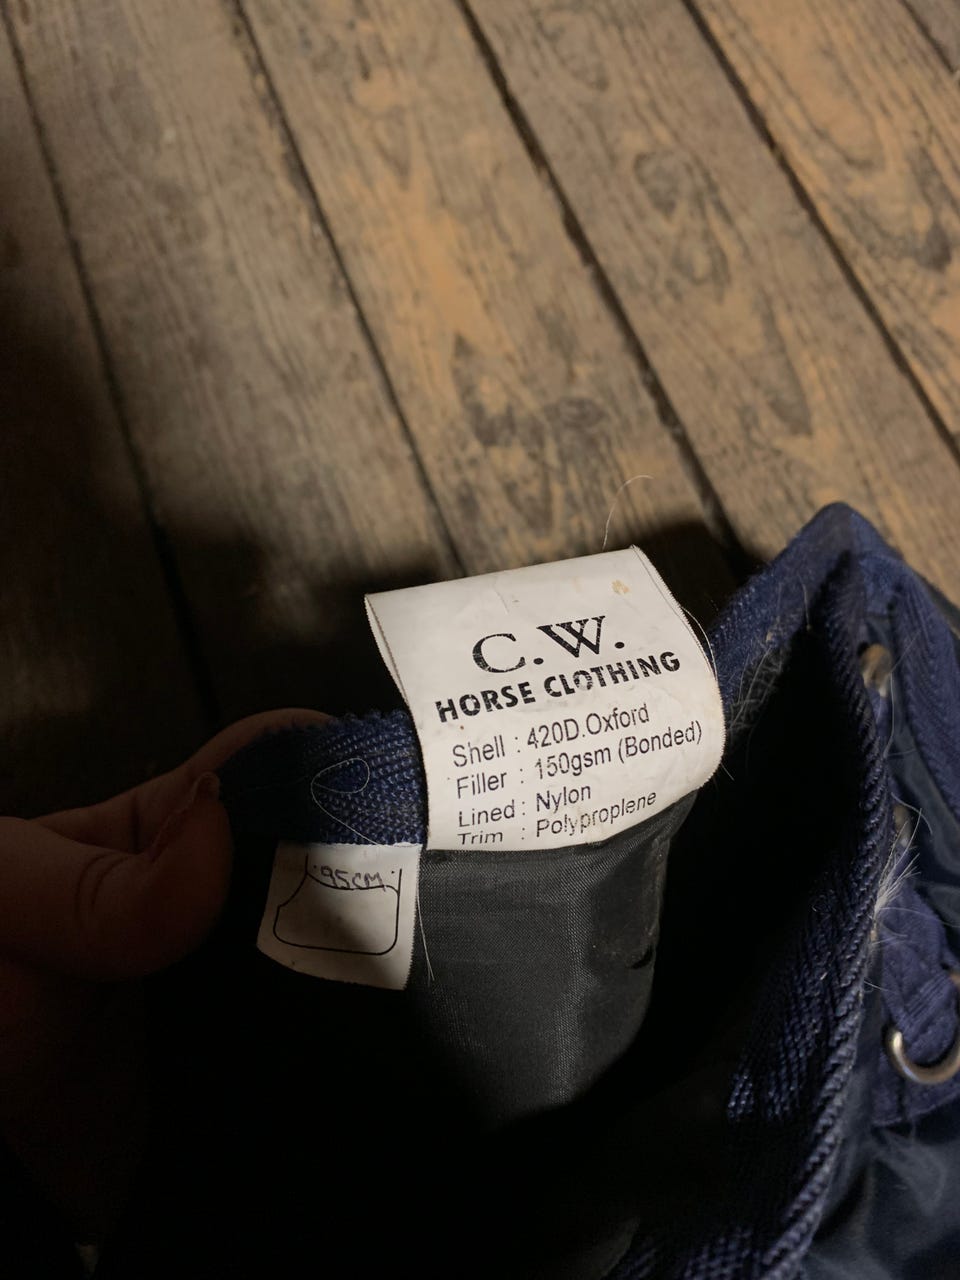 C.W.
HORSE CLOTHING
Shell : 420D.Oxford
Filler : 150gsm (Bonded)
Lined : Nylon
Trim : Polyproplene
95CM